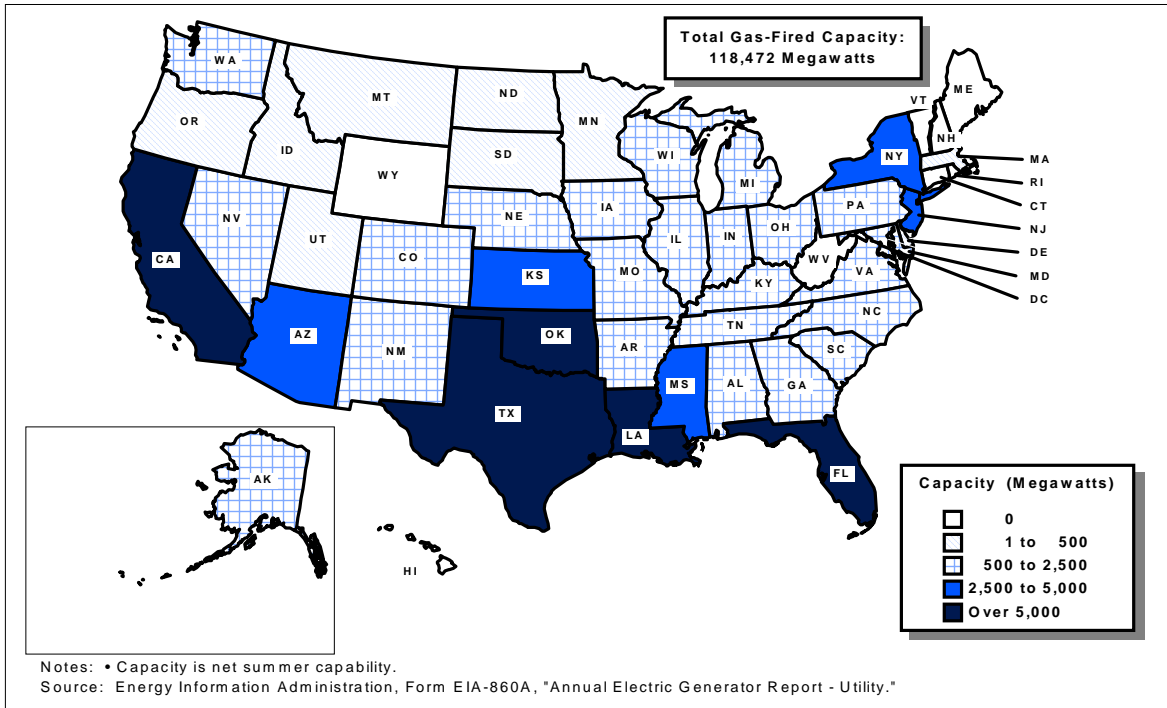 Total Gas-Fired Capacity:
118,472 Megawatts
WA
MT
ND
MN
VT
ME
OR
ID
SD
WI
MI
NY
NH
MA
RI
CT
NJ
DE
MD
DC
WY
NE
IA
PA
NV
UT
CO
IL
IN
OH
WV
VA
CA
KS
MO
KY
NC
AZ
NM
OK
AR
TN
SC
TX
LA
MS
AL
GA
FL
AK
HI
Capacity (Megawatts)
0
1 to 500
500 to 2,500
2,500 to 5,000
Over 5,000
Notes: • Capacity is net summer capability.
Source: Energy Information Administration, Form EIA-860A, "Annual Electric Generator Report - Utility."